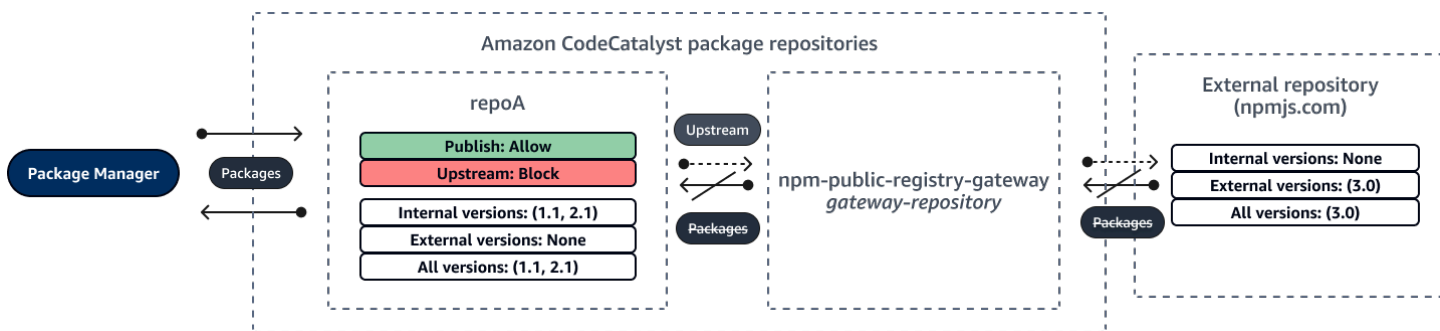 Amazon CodeCatalyst package repositories
Package Manager
Packages
repoA
Publish: Allow
Upstream: Block
Internal versions: (1.1, 2.1)
External versions: None
All versions: (1.1, 2.1)
Upstream
Packages
npm-public-registry-gateway
gateway-repository
Packages
External repository
(npmjs.com)
Internal versions: None
External versions: (3.0)
All versions: (3.0)